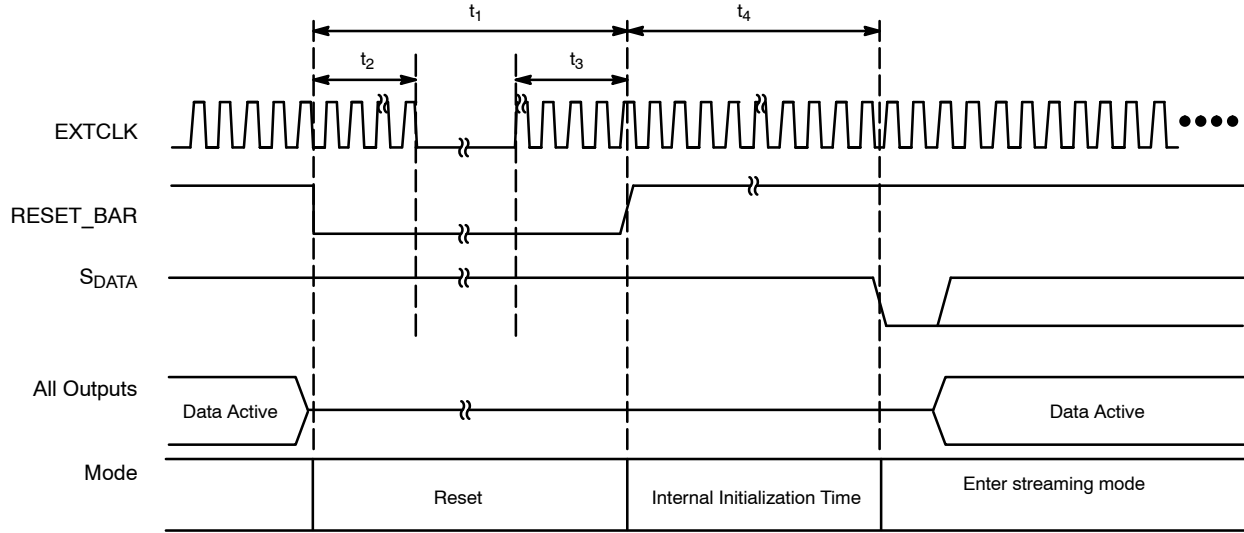 t1
t4
t2
t3
EXTCLK
RESET_BAR
SDATA
All Outputs
Data Active
Data Active
Mode
Reset
Internal Initialization Time
Enter streaming mode